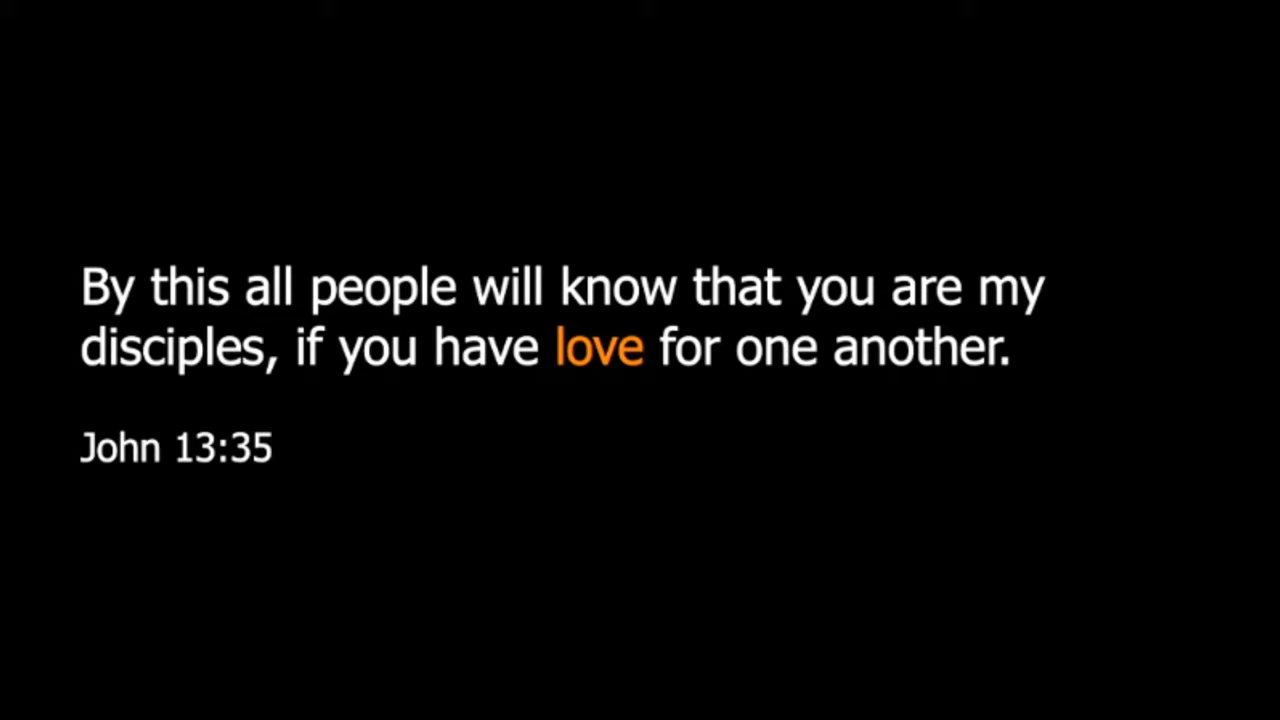 By this all people will know that you are my
disciples, if you have love for one another.
John 13:35